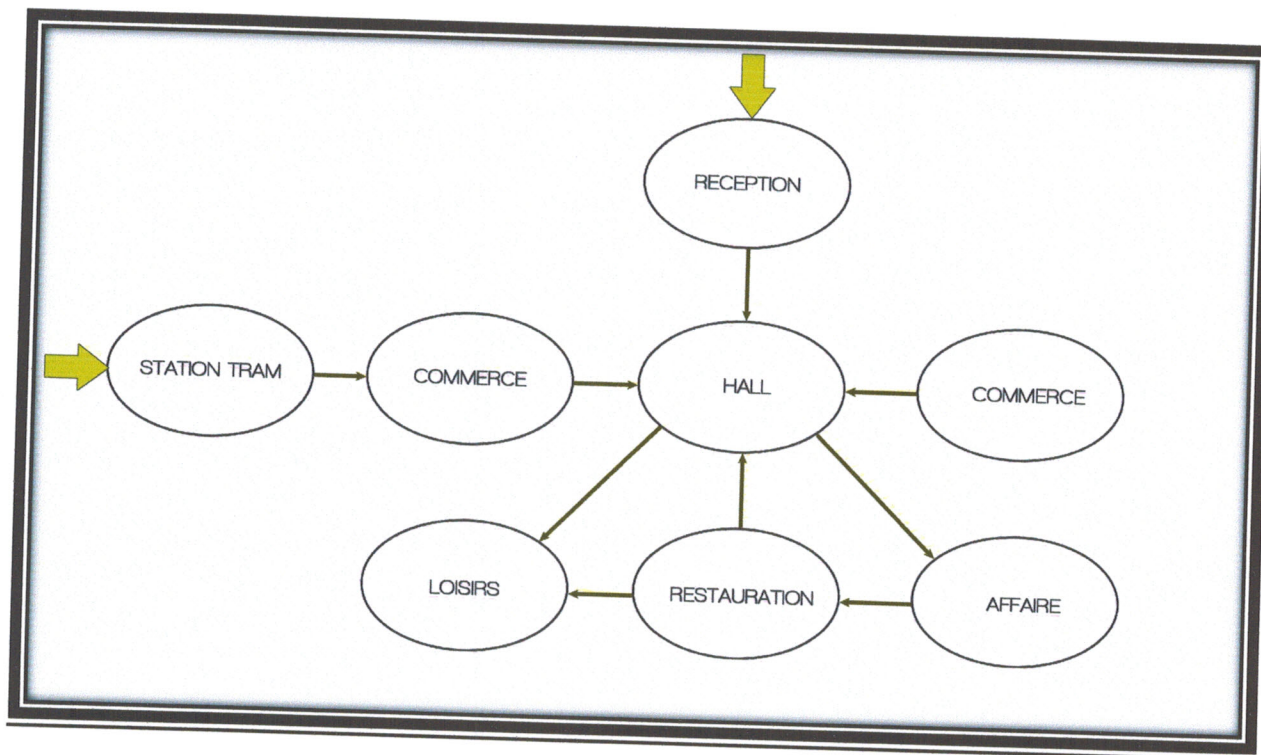 RECEPTION
STATION TRAM
COMMERCE
HALL
COMMERCE
LOISIRS
RESTAURATION
AFFAIRE